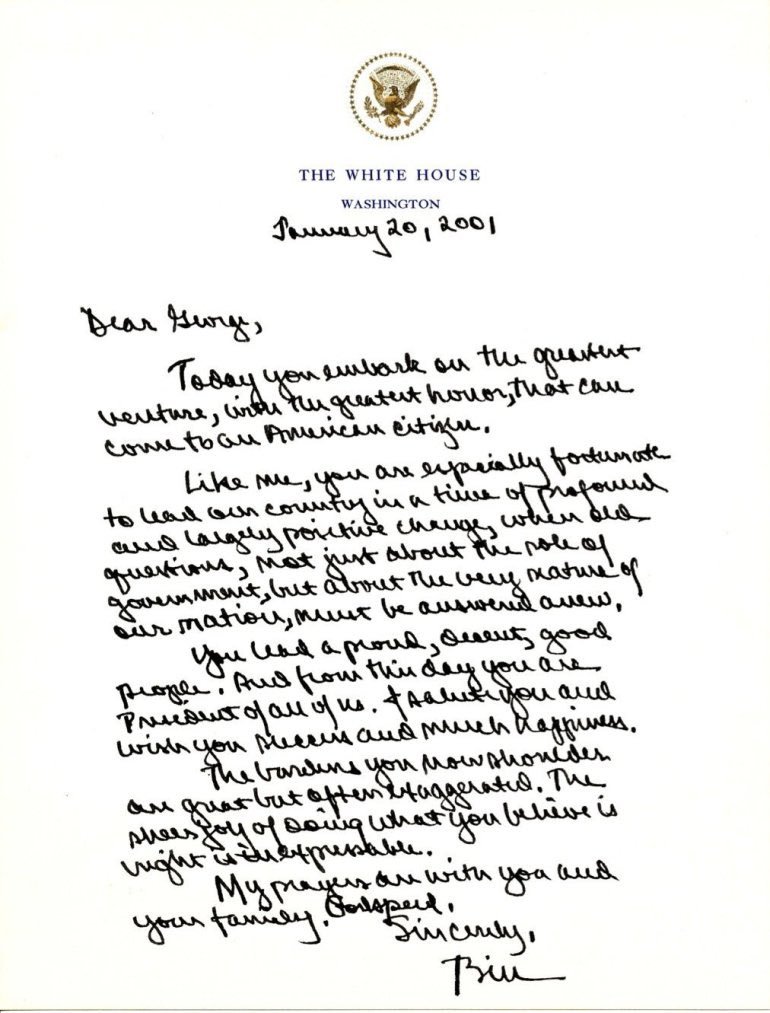 THE WHITE HOUSE
WASHINGTON
January 20, 2001
Dear George,
Today you embark on the greatest
venture, with the greatest honor, that can
come to an American citizen.
Like me, you are especially fortunate
to lead our country in a time of profound
and largely positive change, when old
questions, not just about the role of
government, but about the very nature of
our nation, must be answered anew.
You lead a proud, decent, good
people. And from this day you are
President of all of us. I salute you and
wish you success and much happiness.
The burdens you now shoulder
are great but often exaggerated. The
sheer joy of doing what you believe is
right is inexpressable.
My prayers are with you and
your family. Godspeed.
Sincerely,
Bill